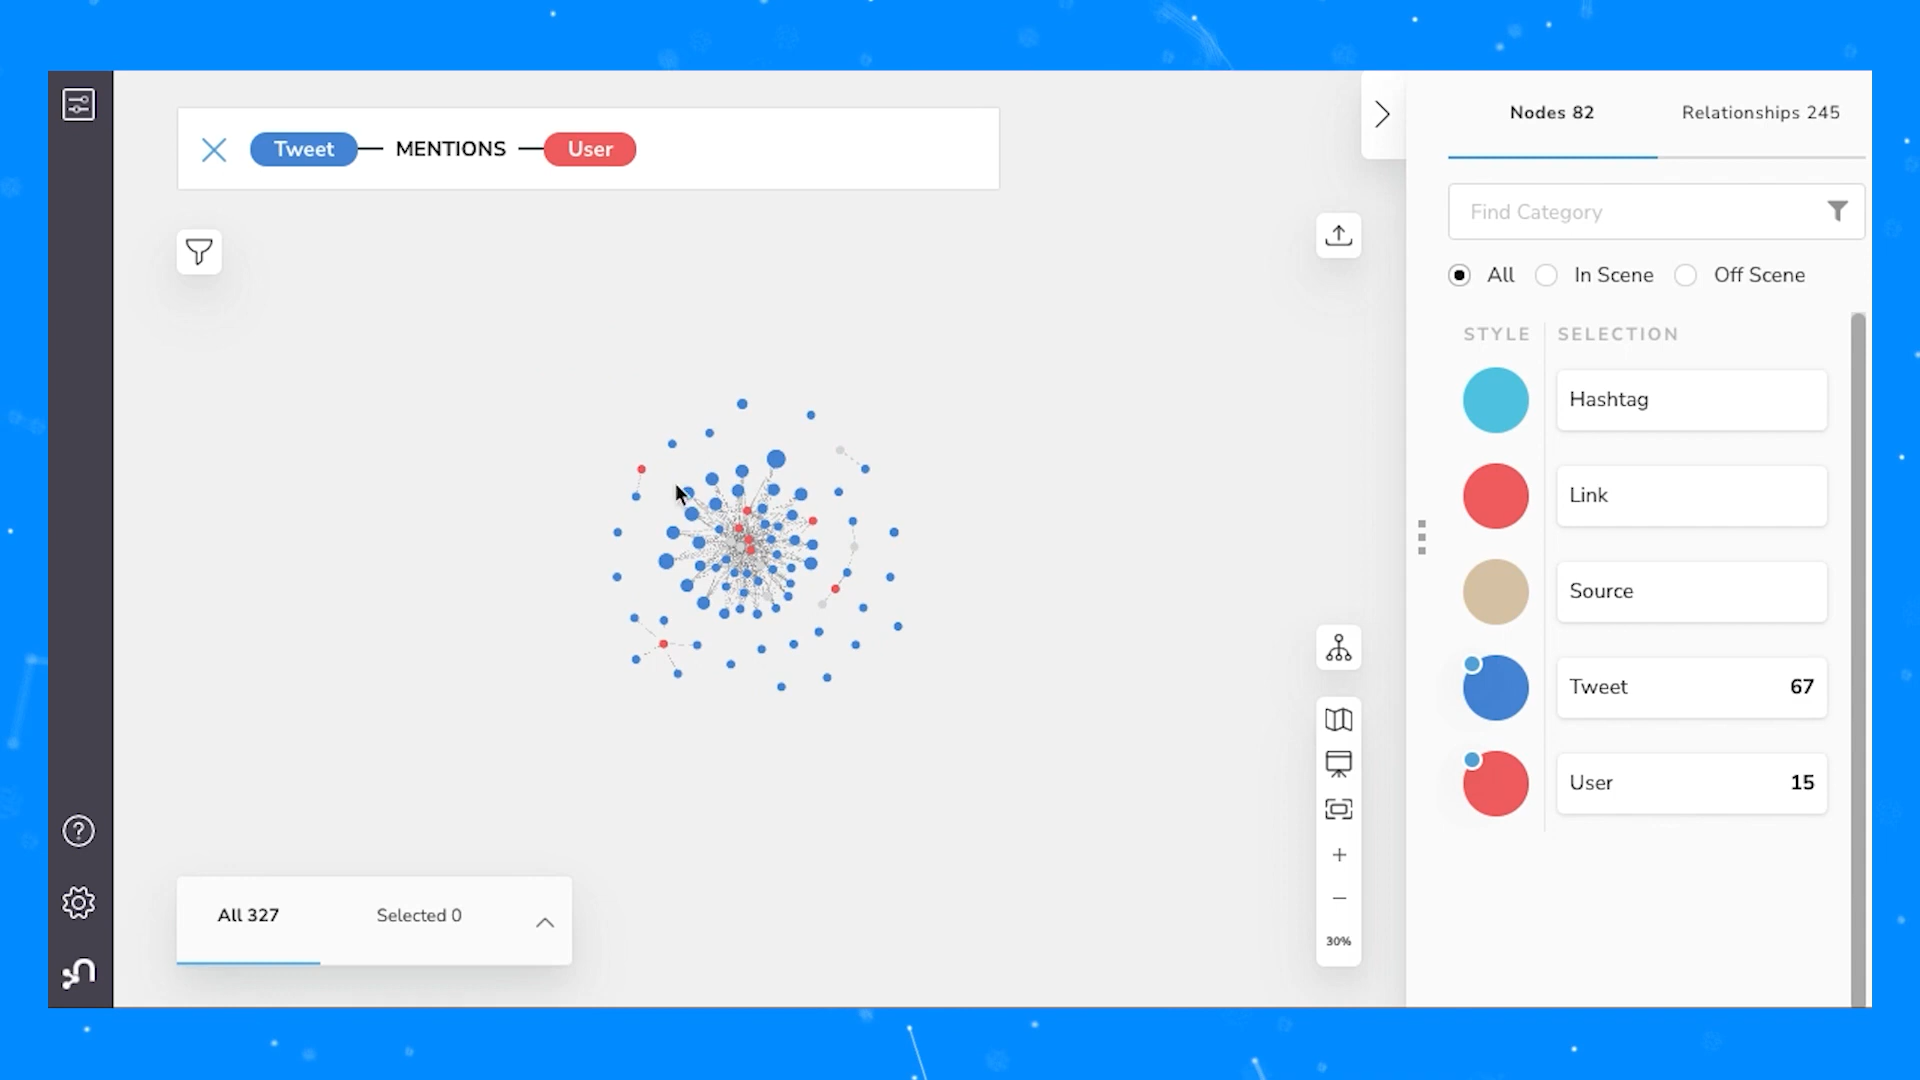 Tweet MENTIONS User
Nodes 82 Relationships 245
Find Category
All In Scene Off Scene
STYLE SELECTION
Hashtag
Link
Source
Tweet 67
User 15
All 327 Selected 0
30%